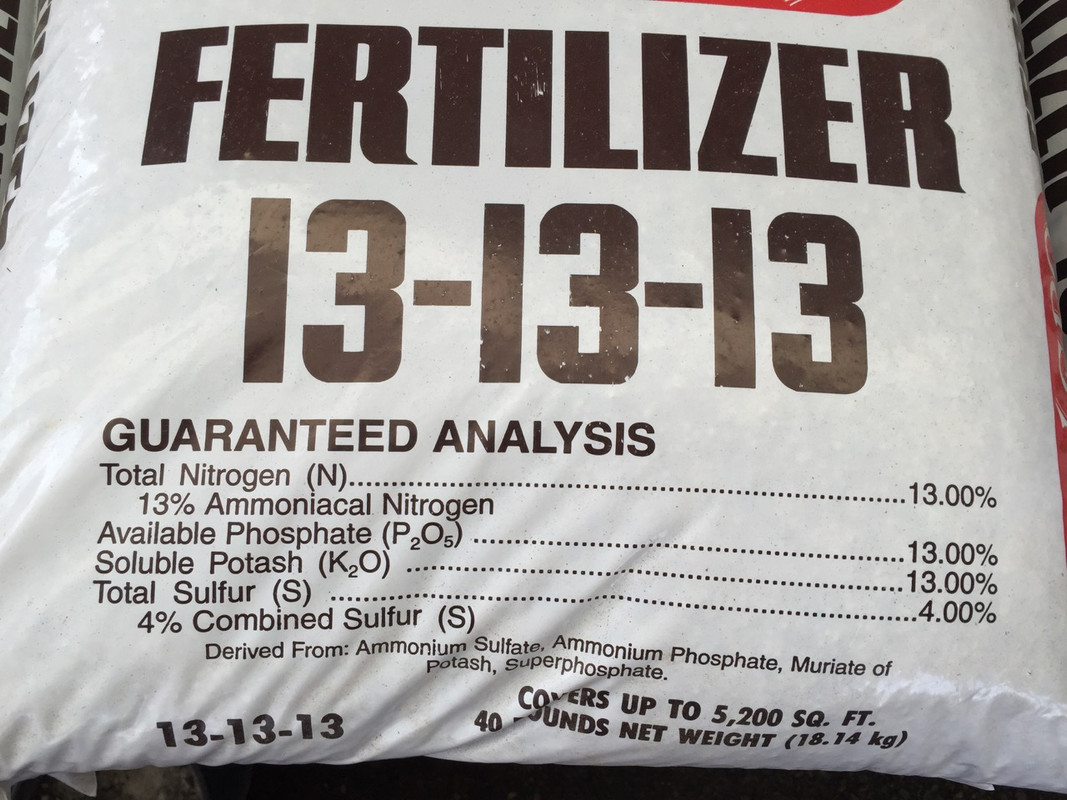 FERTILIZER
13-13-13
GUARANTEED ANALYSIS
Total Nitrogen (N)..........................................................................13.00%
13% Ammoniacal Nitrogen
Available Phosphate (P₂O₅) ..........................................................13.00%
Soluble Potash (K₂O) ....................................................................13.00%
Total Sulfur (S) ..............................................................................4.00%
4% Combined Sulfur (S)
Derived From: Ammonium Sulfate, Ammonium Phosphate, Muriate of
Potash, Superphosphate.
COVERS UP TO 5,200 SQ. FT.
13-13-13 40 POUNDS NET WEIGHT (18.14 kg)